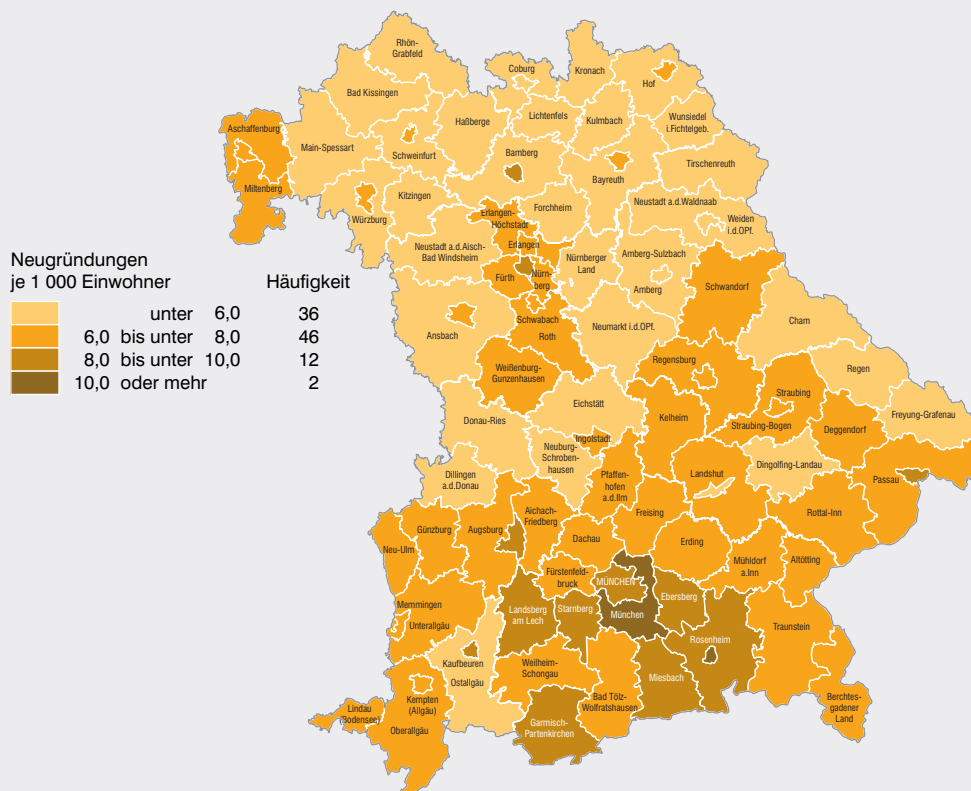 Rhön-
Grabfeld
Coburg
Kronach
Hof
Bad Kissingen
Lichtenfels
Kulmbach
Wunsiedel
i.Fichtelgeb.
Haßberge
Aschaffenburg
Main-Spessart
Schweinfurt
Bamberg
Bayreuth
Tirschenreuth
Miltenberg
Kitzingen
Würzburg
Forchheim
Neustadt a.d.Waldnaab
Erlangen-
Höchstadt
Weiden
i.d.OPf.
Neustadt a.d.Aisch-
Bad Windsheim
Erlangen
Nürnberger
Land
Amberg-Sulzbach
Fürth
Nürn-
berg
Amberg
Schwandorf
Neugründungen
je 1 000 Einwohner
Häufigkeit
unter 6,0 36
6,0 bis unter 8,0 46
8,0 bis unter 10,0 12
10,0 oder mehr 2
Ansbach
Schwabach
Roth
Neumarkt i.d.OPf.
Cham
Weißenburg-
Gunzenhausen
Regensburg
Regen
Eichstätt
Straubing
Freyung-Grafenau
Donau-Ries
Kelheim
Straubing-Bogen
Deggendorf
Ingolstadt
Neuburg-
Schroben-
hausen
Dillingen
a.d.Donau
Pfaffen-
hofen
a.d.Ilm
Landshut
Dingolfing-Landau
Passau
Aichach-
Friedberg
Freising
Rottal-Inn
Günzburg
Augsburg
Neu-Ulm
Dachau
Erding
Mühldorf
a.Inn
Altötting
Fürstenfeld-
bruck
MÜNCHEN
Ebersberg
Memmingen
Unterallgäu
Landsberg
am Lech
Starnberg
München
Traunstein
Rosenheim
Kaufbeuren
Ostallgäu
Weilheim-
Schongau
Miesbach
Bad Tölz-
Wolfratshausen
Berchtes-
gadener
Land
Kempten
(Allgäu)
Lindau
(Bodensee)
Oberallgäu
Garmisch-
Partenkirchen